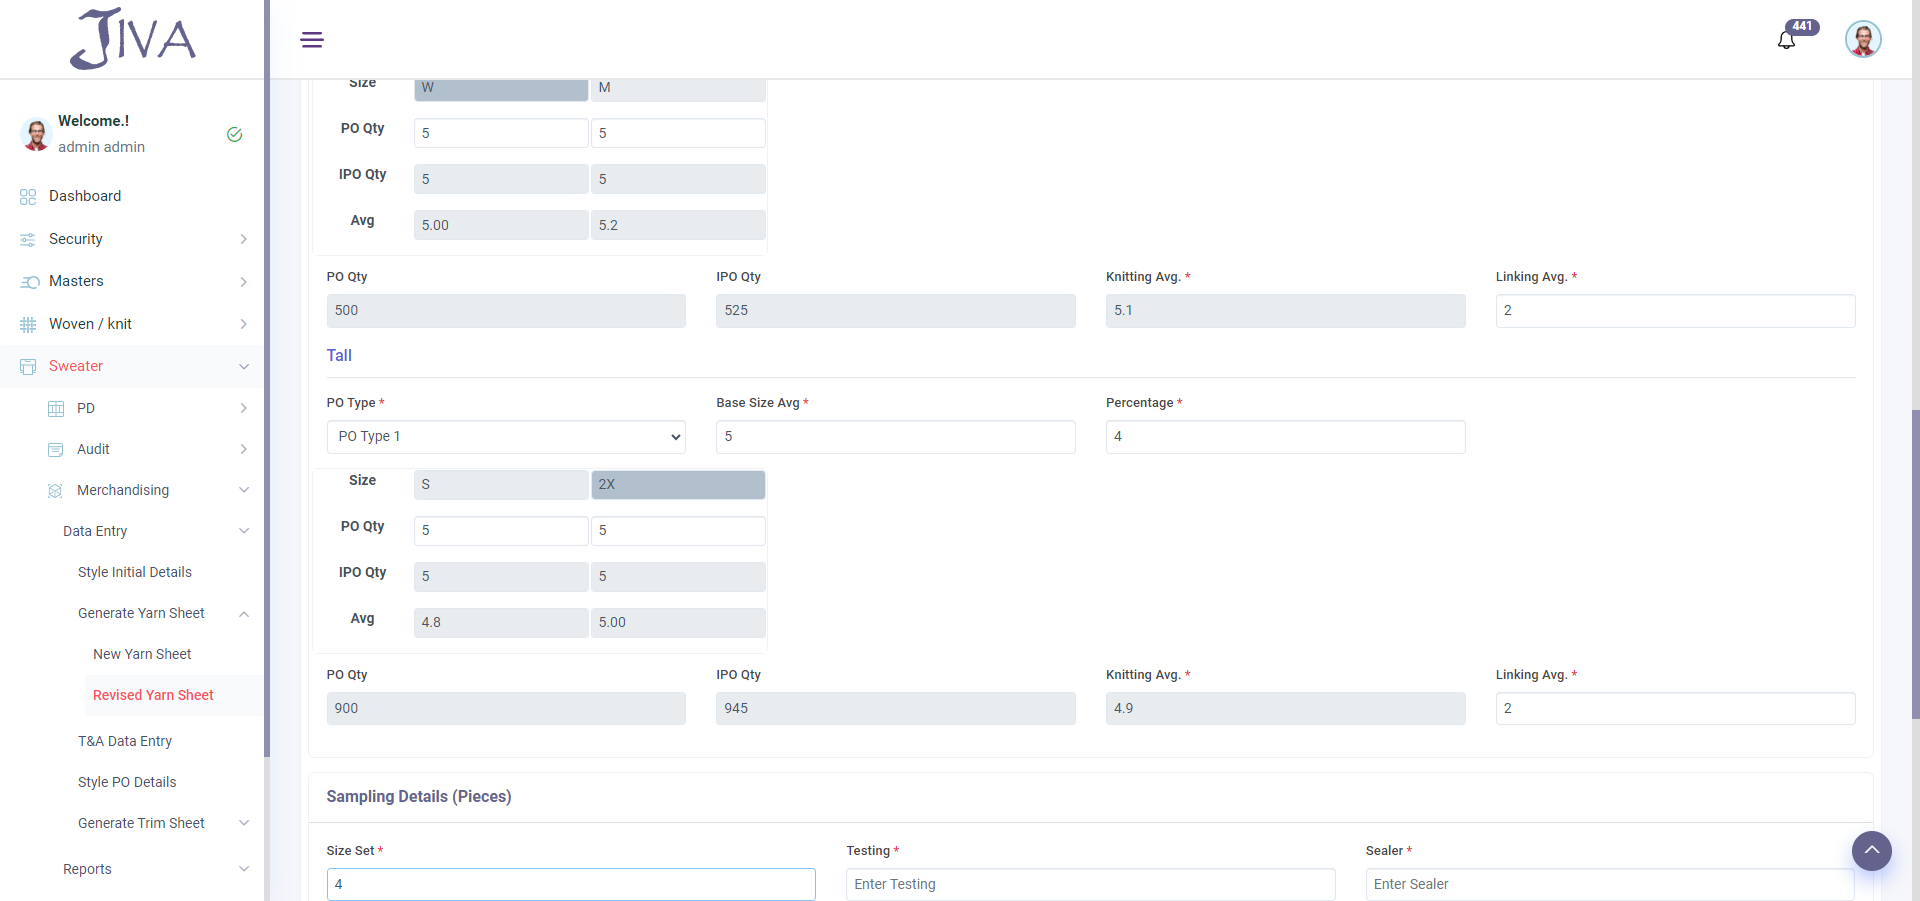 JIVA
441
Welcome.!
admin admin
Dashboard
Security
Masters
Woven / knit
Sweater
PD
Audit
Merchandising
Data Entry
Style Initial Details
Generate Yarn Sheet
New Yarn Sheet
Revised Yarn Sheet
T&A Data Entry
Style PO Details
Generate Trim Sheet
Reports
Size W M
PO Qty 5 5
IPO Qty 5 5
Avg 5.00 5.2
PO Qty IPO Qty Knitting Avg. * Linking Avg. *
500 525 5.1 2
Tall
PO Type * Base Size Avg * Percentage *
PO Type 1 5 4
Size S 2X
PO Qty 5 5
IPO Qty 5 5
Avg 4.8 5.00
PO Qty IPO Qty Knitting Avg. * Linking Avg. *
900 945 4.9 2
Sampling Details (Pieces)
Size Set * Testing * Sealer *
4 Enter Testing Enter Sealer